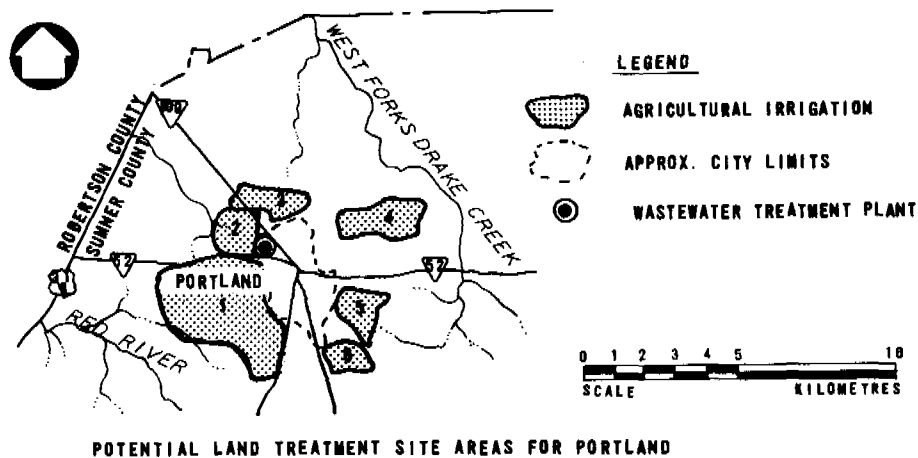 LEGEND
AGRICULTURAL IRRIGATION
APPROX. CITY LIMITS
WASTEWATER TREATMENT PLANT
WEST FORKS DRAKE CREEK
ROBERTSON COUNTY
SUMNER COUNTY
109
3
2
4
52
52
PORTLAND
1
5
6
RED RIVER
0 1 2 3 4 5 10
SCALE KILOMETRES
POTENTIAL LAND TREATMENT SITE AREAS FOR PORTLAND